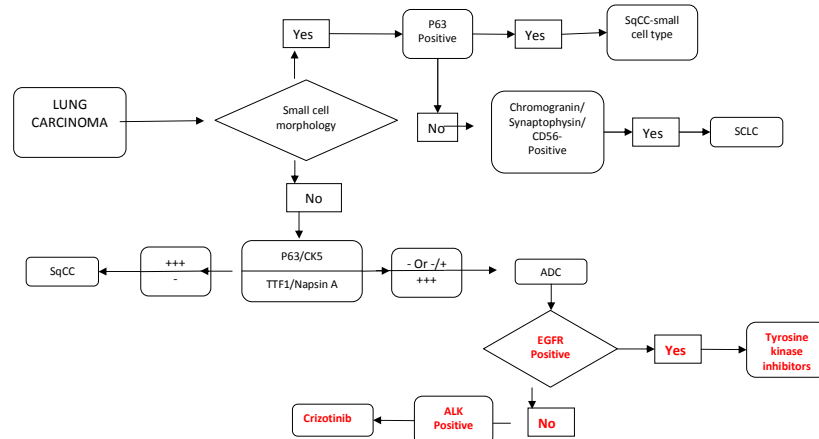 Yes
P63
Positive
Yes
SqCC-small
cell type
LUNG
CARCINOMA
Small cell
morphology
No
Chromogranin/
Synaptophysin/
CD56-
Positive
Yes
SCLC
No
SqCC
+++
-
P63/CK5
TTF1/Napsin A
- Or -/+
+++
ADC
EGFR
Positive
Yes
Tyrosine
kinase
inhibitors
Crizotinib
ALK
Positive
No